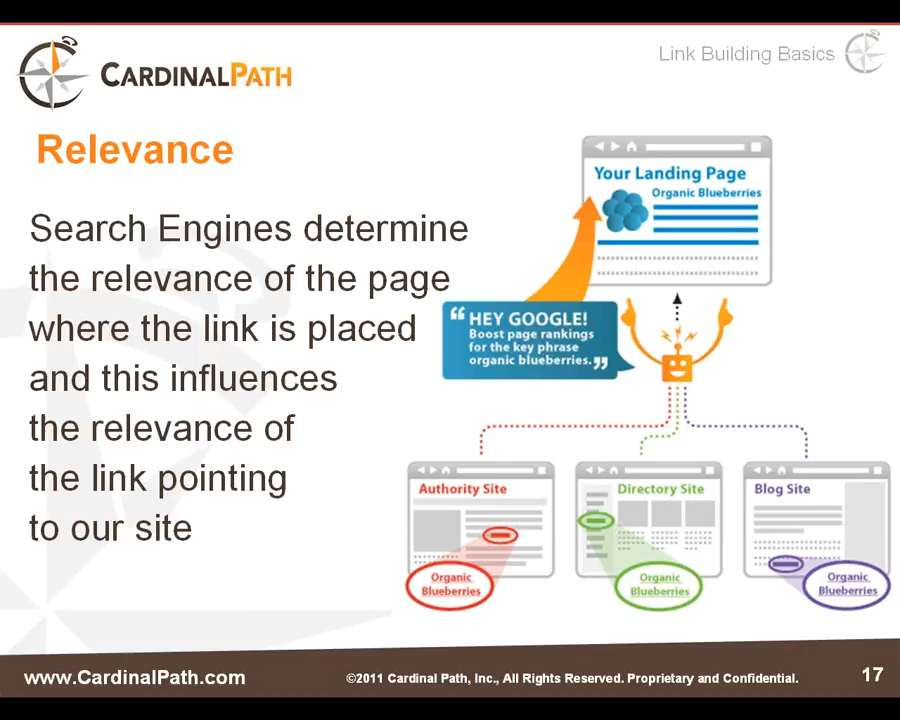 Link Building Basics
CARDINALPATH
Relevance
Search Engines determine
the relevance of the page
where the link is placed
and this influences
the relevance of
the link pointing
to our site
Your Landing Page
Organic Blueberries
“HEY GOOGLE!
Boost page rankings
for the key phrase
organic blueberries.”
Authority Site
Organic
Blueberries
Directory Site
Organic
Blueberries
Blog Site
Organic
Blueberries
www.CardinalPath.com
©2011 Cardinal Path, Inc., All Rights Reserved. Proprietary and Confidential.
17